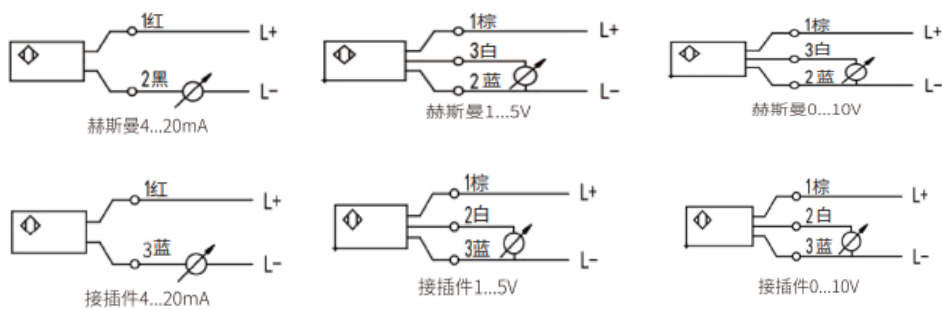 1红
L+
2黑
L-
赫斯曼4...20mA
1棕
L+
3白
2蓝
L-
赫斯曼1...5V
1棕
L+
3白
2蓝
L-
赫斯曼0...10V
1红
L+
3蓝
L-
接插件4...20mA
1棕
L+
2白
3蓝
L-
接插件1...5V
1棕
L+
2白
3蓝
L-
接插件0...10V